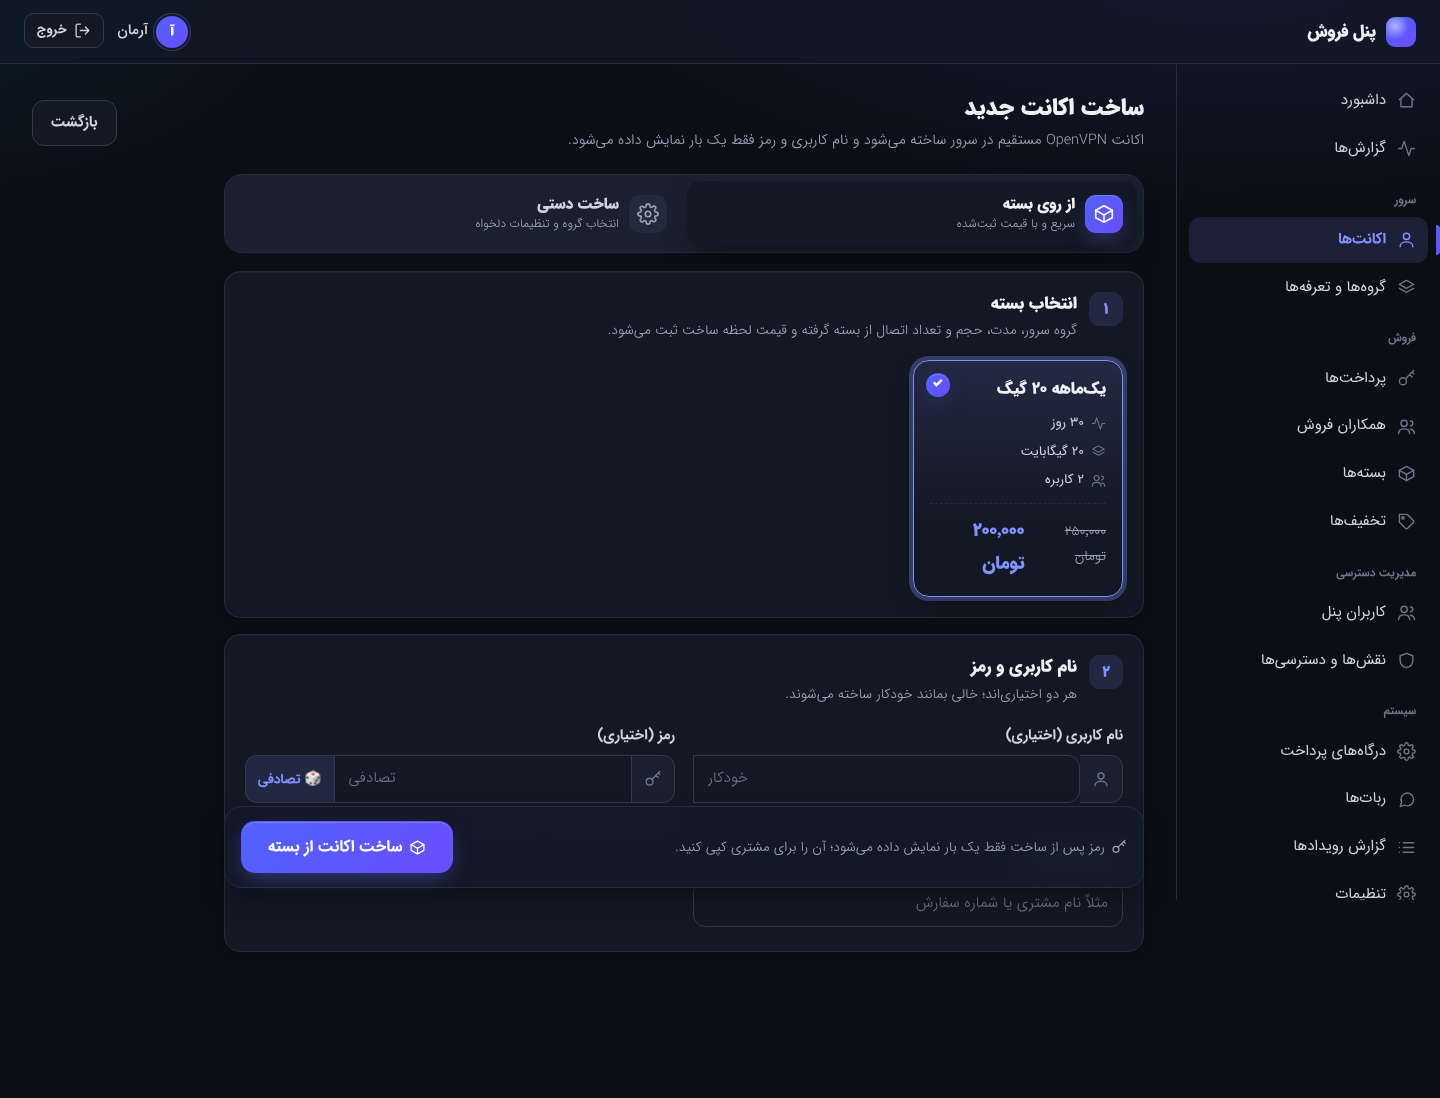 پنل فروش
آ
آرمان
خروج
داشبورد
گزارش‌ها
سرور
اکانت‌ها
گروه‌ها و تعرفه‌ها
فروش
پرداخت‌ها
همکاران فروش
بسته‌ها
تخفیف‌ها
مدیریت دسترسی
کاربران پنل
نقش‌ها و دسترسی‌ها
سیستم
درگاه‌های پرداخت
ربات‌ها
گزارش رویدادها
تنظیمات
ساخت اکانت جدید
اکانت OpenVPN مستقیم در سرور ساخته می‌شود و نام کاربری و رمز فقط یک بار نمایش داده می‌شود.
بازگشت
از روی بسته
سریع و با قیمت ثبت‌شده
ساخت دستی
انتخاب گروه و تنظیمات دلخواه
۱
انتخاب بسته
گروه سرور، مدت، حجم و تعداد اتصال از بسته گرفته و قیمت لحظه ساخت ثبت می‌شود.
یک‌ماهه ۲۰ گیگ
۳۰ روز
۲۰ گیگابایت
۲ کاربره
۲۵۰,۰۰۰
تومان
۲۰۰,۰۰۰
تومان
۲
نام کاربری و رمز
هر دو اختیاری‌اند؛ خالی بمانند خودکار ساخته می‌شوند.
نام کاربری (اختیاری)
خودکار
رمز (اختیاری)
تصادفی
🎲 تصادفی
رمز پس از ساخت فقط یک بار نمایش داده می‌شود؛ آن را برای مشتری کپی کنید.
ساخت اکانت از بسته
مثلاً نام مشتری یا شماره سفارش